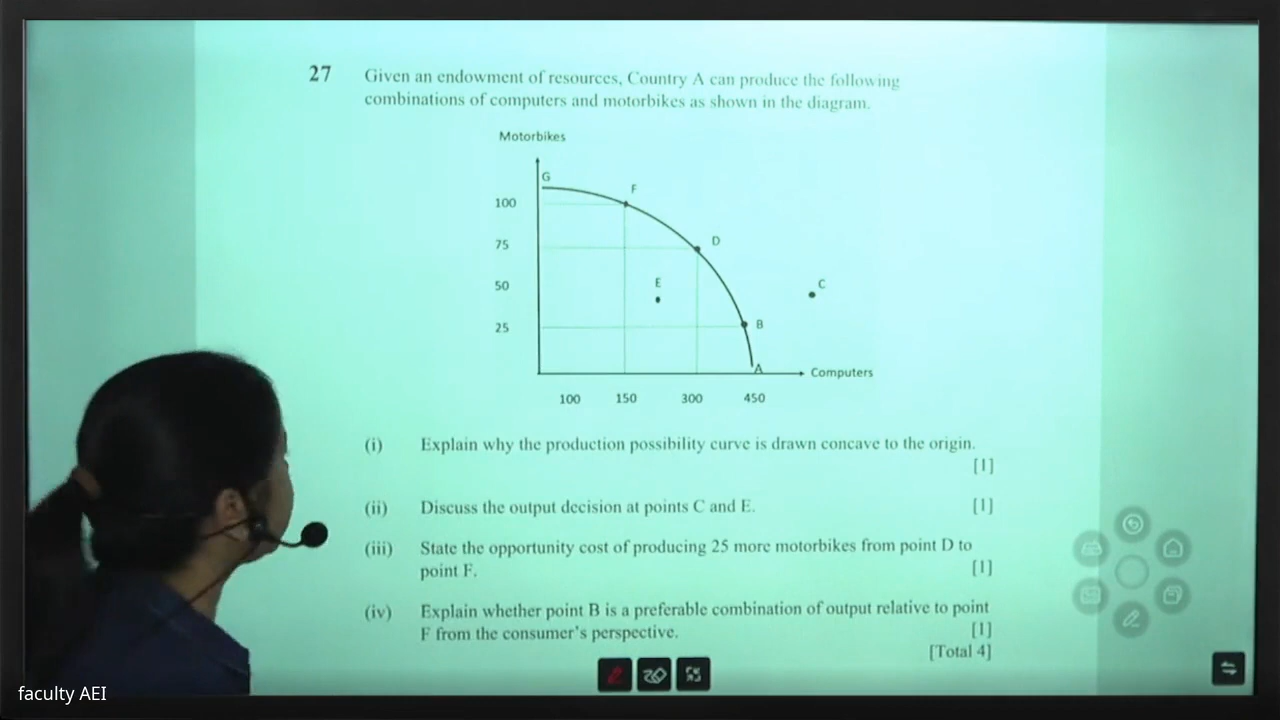 27 Given an endowment of resources, Country A can produce the following
combinations of computers and motorbikes as shown in the diagram.
Motorbikes
G
F
100
D
75
E
C
50
B
25
A
Computers
100 150 300 450
(i) Explain why the production possibility curve is drawn concave to the origin.
[1]
(ii) Discuss the output decision at points C and E. [1]
(iii) State the opportunity cost of producing 25 more motorbikes from point D to
point F. [1]
(iv) Explain whether point B is a preferable combination of output relative to point
F from the consumer's perspective. [1]
[Total 4]
faculty AEI